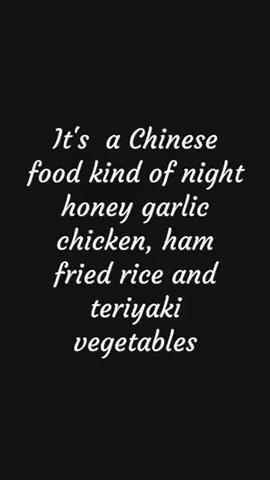 It's  a Chinese
food kind of night
honey garlic
chicken, ham
fried rice and
teriyaki
vegetables